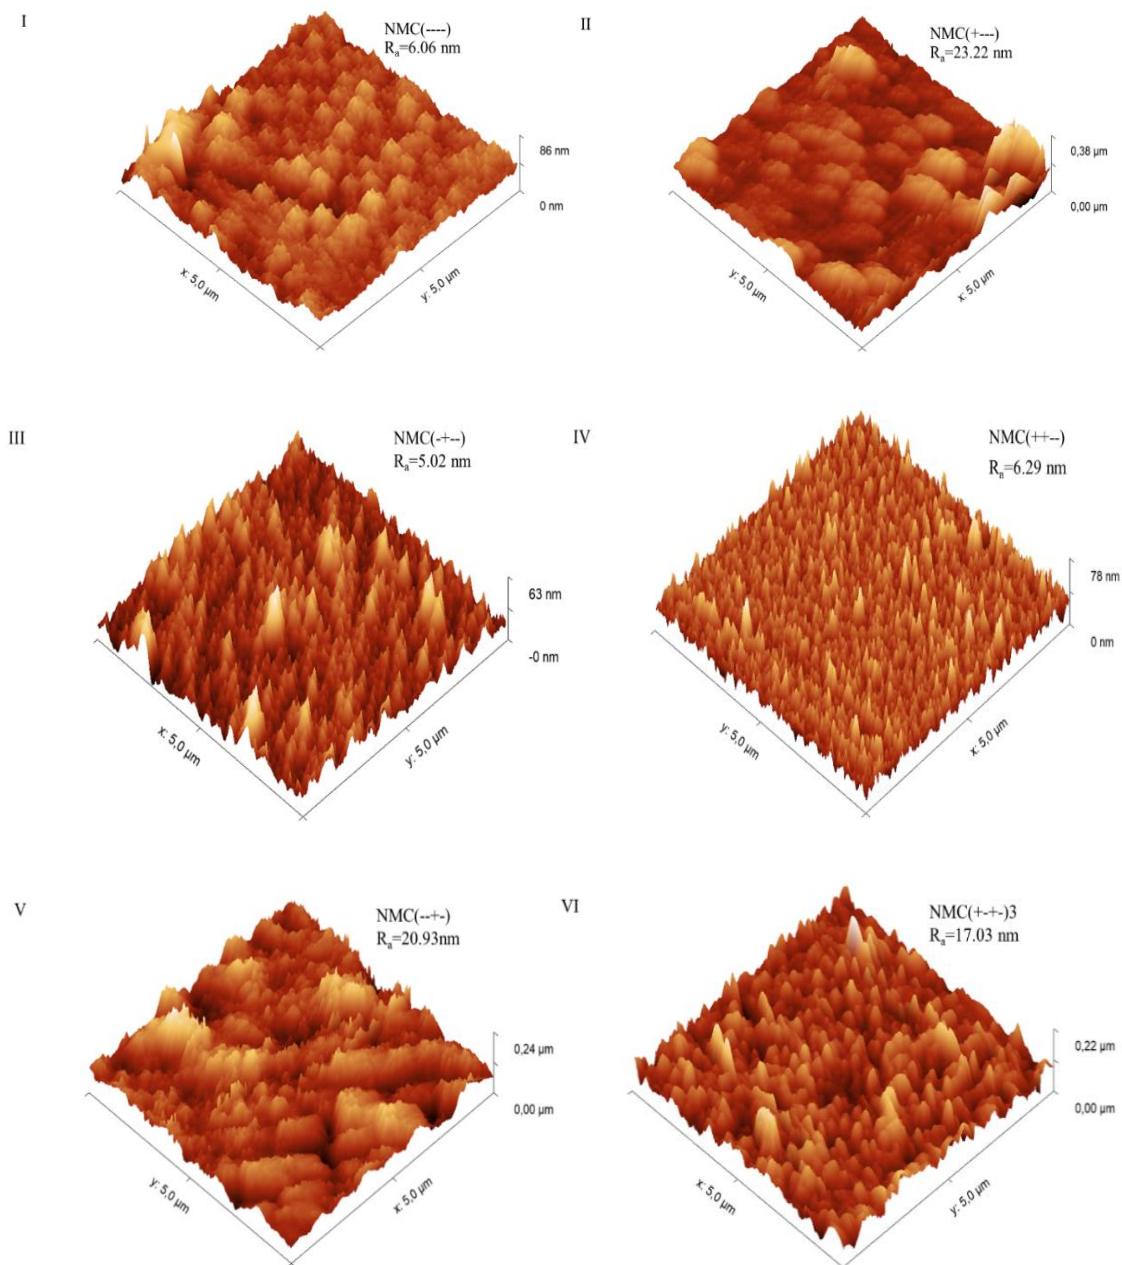 I
NMC(----)
Ra=6.06 nm
86 nm
0 nm
x: 5,0 µm
y: 5,0 µm
II
NMC(+---)
Ra=23.22 nm
0,38 µm
0,00 µm
y: 5,0 µm
x: 5,0 µm
III
NMC(-+--)
Ra=5.02 nm
63 nm
-0 nm
x: 5,0 µm
y: 5,0 µm
IV
NMC(++--)
Ra=6.29 nm
78 nm
0 nm
y: 5,0 µm
x: 5,0 µm
V
NMC(--+-)
Ra=20.93nm
0,24 µm
0,00 µm
y: 5,0 µm
x: 5,0 µm
VI
NMC(+-+-)3
Ra=17.03 nm
0,22 µm
0,00 µm
x: 5,0 µm
y: 5,0 µm